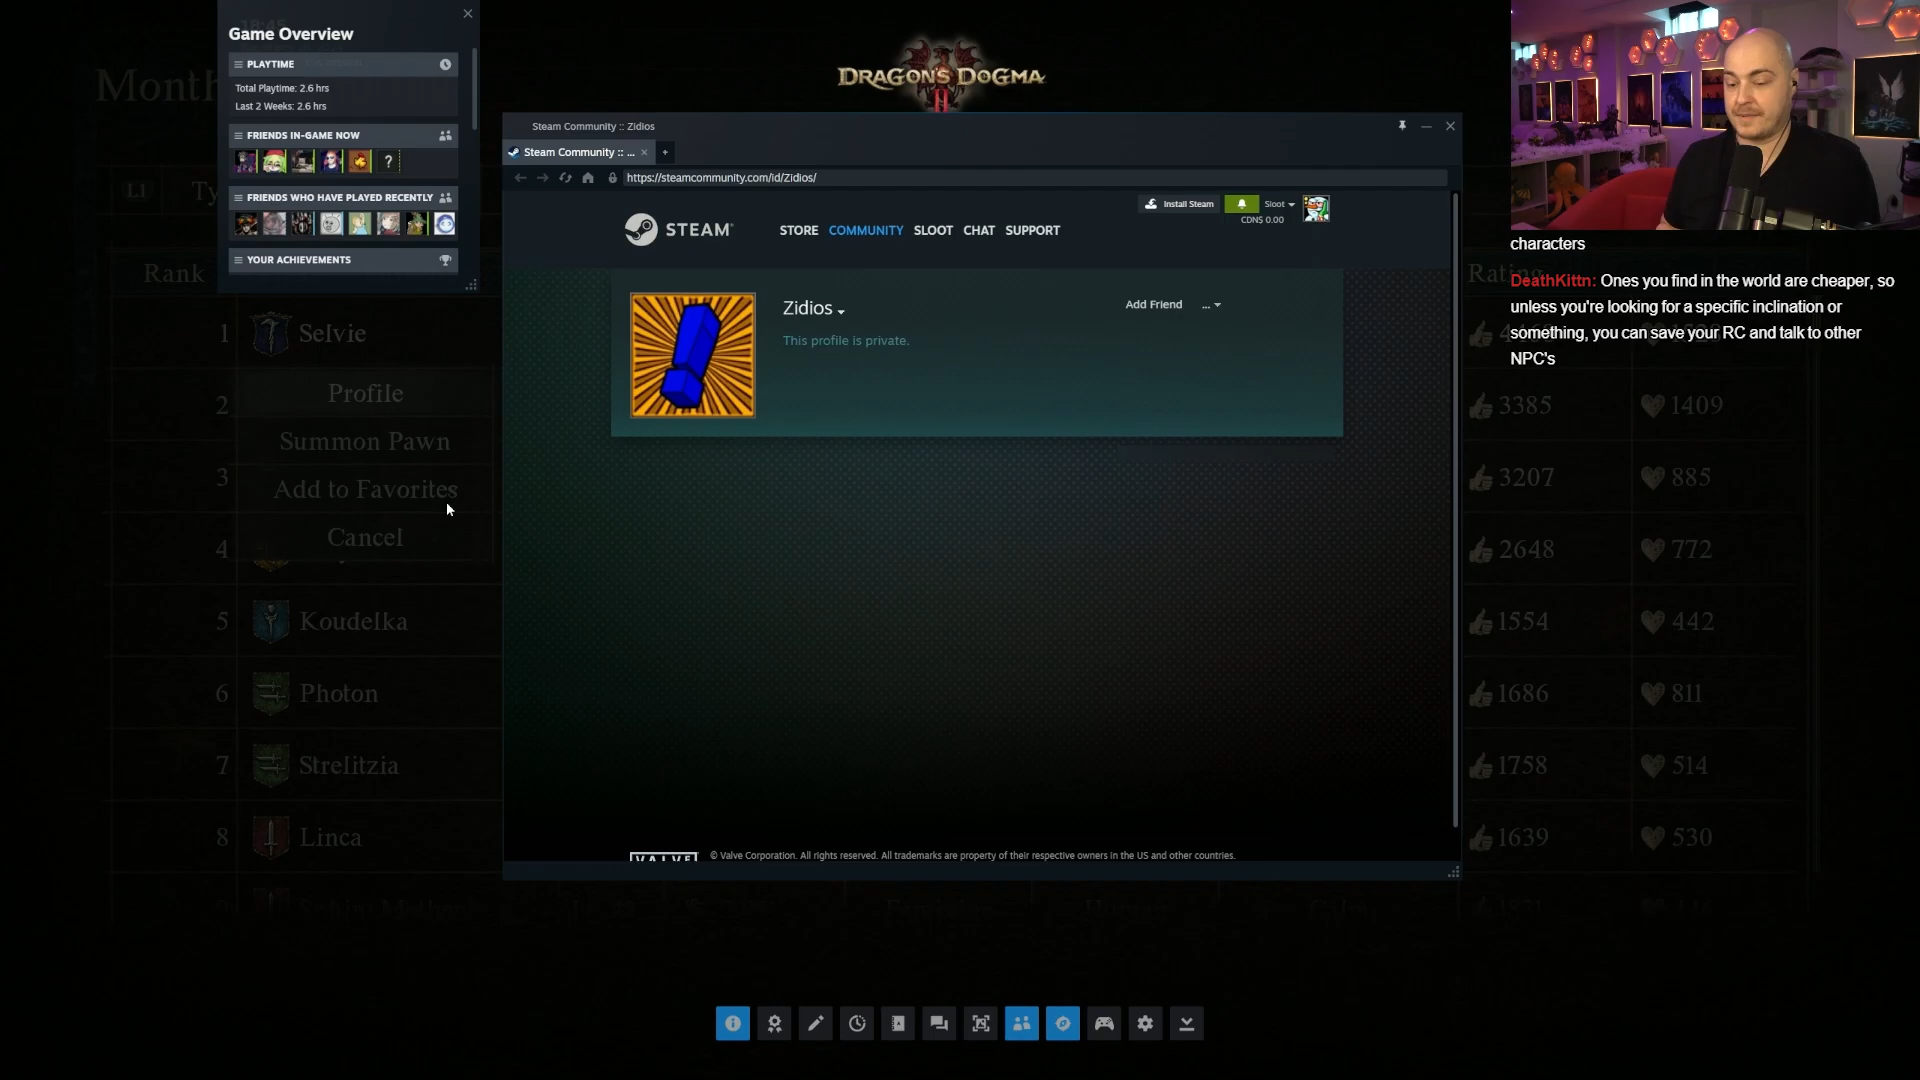 Game Overview
PLAYTIME
Total Playtime: 2.6 hrs
Last 2 Weeks: 2.6 hrs
FRIENDS IN-GAME NOW
?
FRIENDS WHO HAVE PLAYED RECENTLY
YOUR ACHIEVEMENTS
DRAGON'S DOGMA
II
Month
L1
Ty
Rank
Rating
1 Selvie
Profile
2
3385 1409
Summon Pawn
3
3207 885
Add to Favorites
4
2648 772
Cancel
5 Koudelka
1554 442
6 Photon
1686 811
7 Strelitzia
1758 514
8 Linca
1639 530
Steam Community :: Zidios
Steam Community :: ...
https://steamcommunity.com/id/Zidios/
Install Steam
Sloot
CDN$ 0.00
STEAM
STORE COMMUNITY SLOOT CHAT SUPPORT
Zidios
Add Friend ...
This profile is private.
VALVE
© Valve Corporation. All rights reserved. All trademarks are property of their respective owners in the US and other countries.
characters
DeathKittn: Ones you find in the world are cheaper, so
unless you're looking for a specific inclination or
something, you can save your RC and talk to other
NPC's